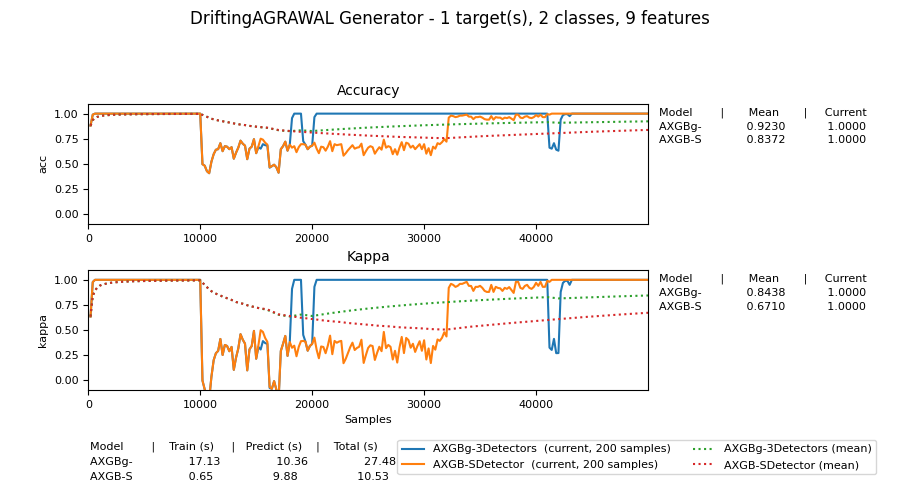 DriftingAGRAWAL Generator - 1 target(s), 2 classes, 9 features
Accuracy
1.00
0.75
0.50
0.25
0.00
acc
0 10000 20000 30000 40000
Model | Mean | Current
AXGBg- 0.9230 1.0000
AXGB-S 0.8372 1.0000
Kappa
1.00
0.75
0.50
0.25
0.00
kappa
0 10000 20000 30000 40000
Samples
Model | Mean | Current
AXGBg- 0.8438 1.0000
AXGB-S 0.6710 1.0000
Model | Train (s) | Predict (s) | Total (s)
AXGBg- 17.13 10.36 27.48
AXGB-S 0.65 9.88 10.53
AXGBg-3Detectors (current, 200 samples)
AXGB-SDetector (current, 200 samples)
AXGBg-3Detectors (mean)
AXGB-SDetector (mean)